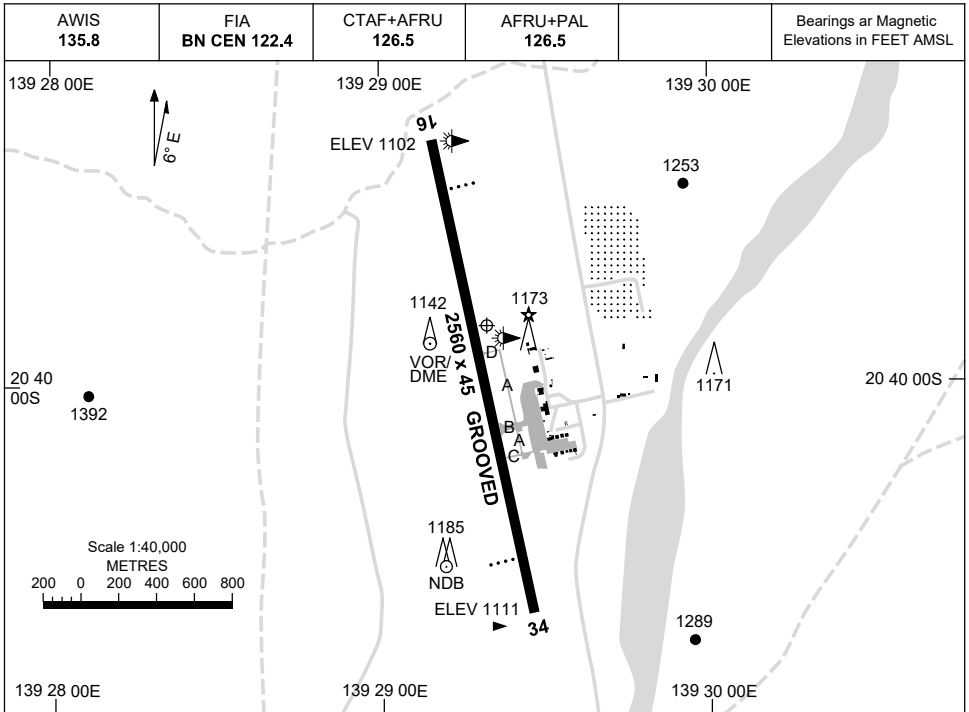 AWIS
135.8
FIA
BN CEN 122.4
CTAF+AFRU
126.5
AFRU+PAL
126.5
Bearings ar Magnetic
Elevations in FEET AMSL
139 28 00E
139 29 00E
139 30 00E
6° E
16
ELEV 1102
1253
1142
1173
VOR/
DME
D
2560 x 45 GROOVED
A
20 40
00S
1392
1171
20 40 00S
B
A
C
1185
NDB
Scale 1:40,000
METRES
200 0 200 400 600 800
ELEV 1111
34
1289
139 28 00E
139 29 00E
139 30 00E